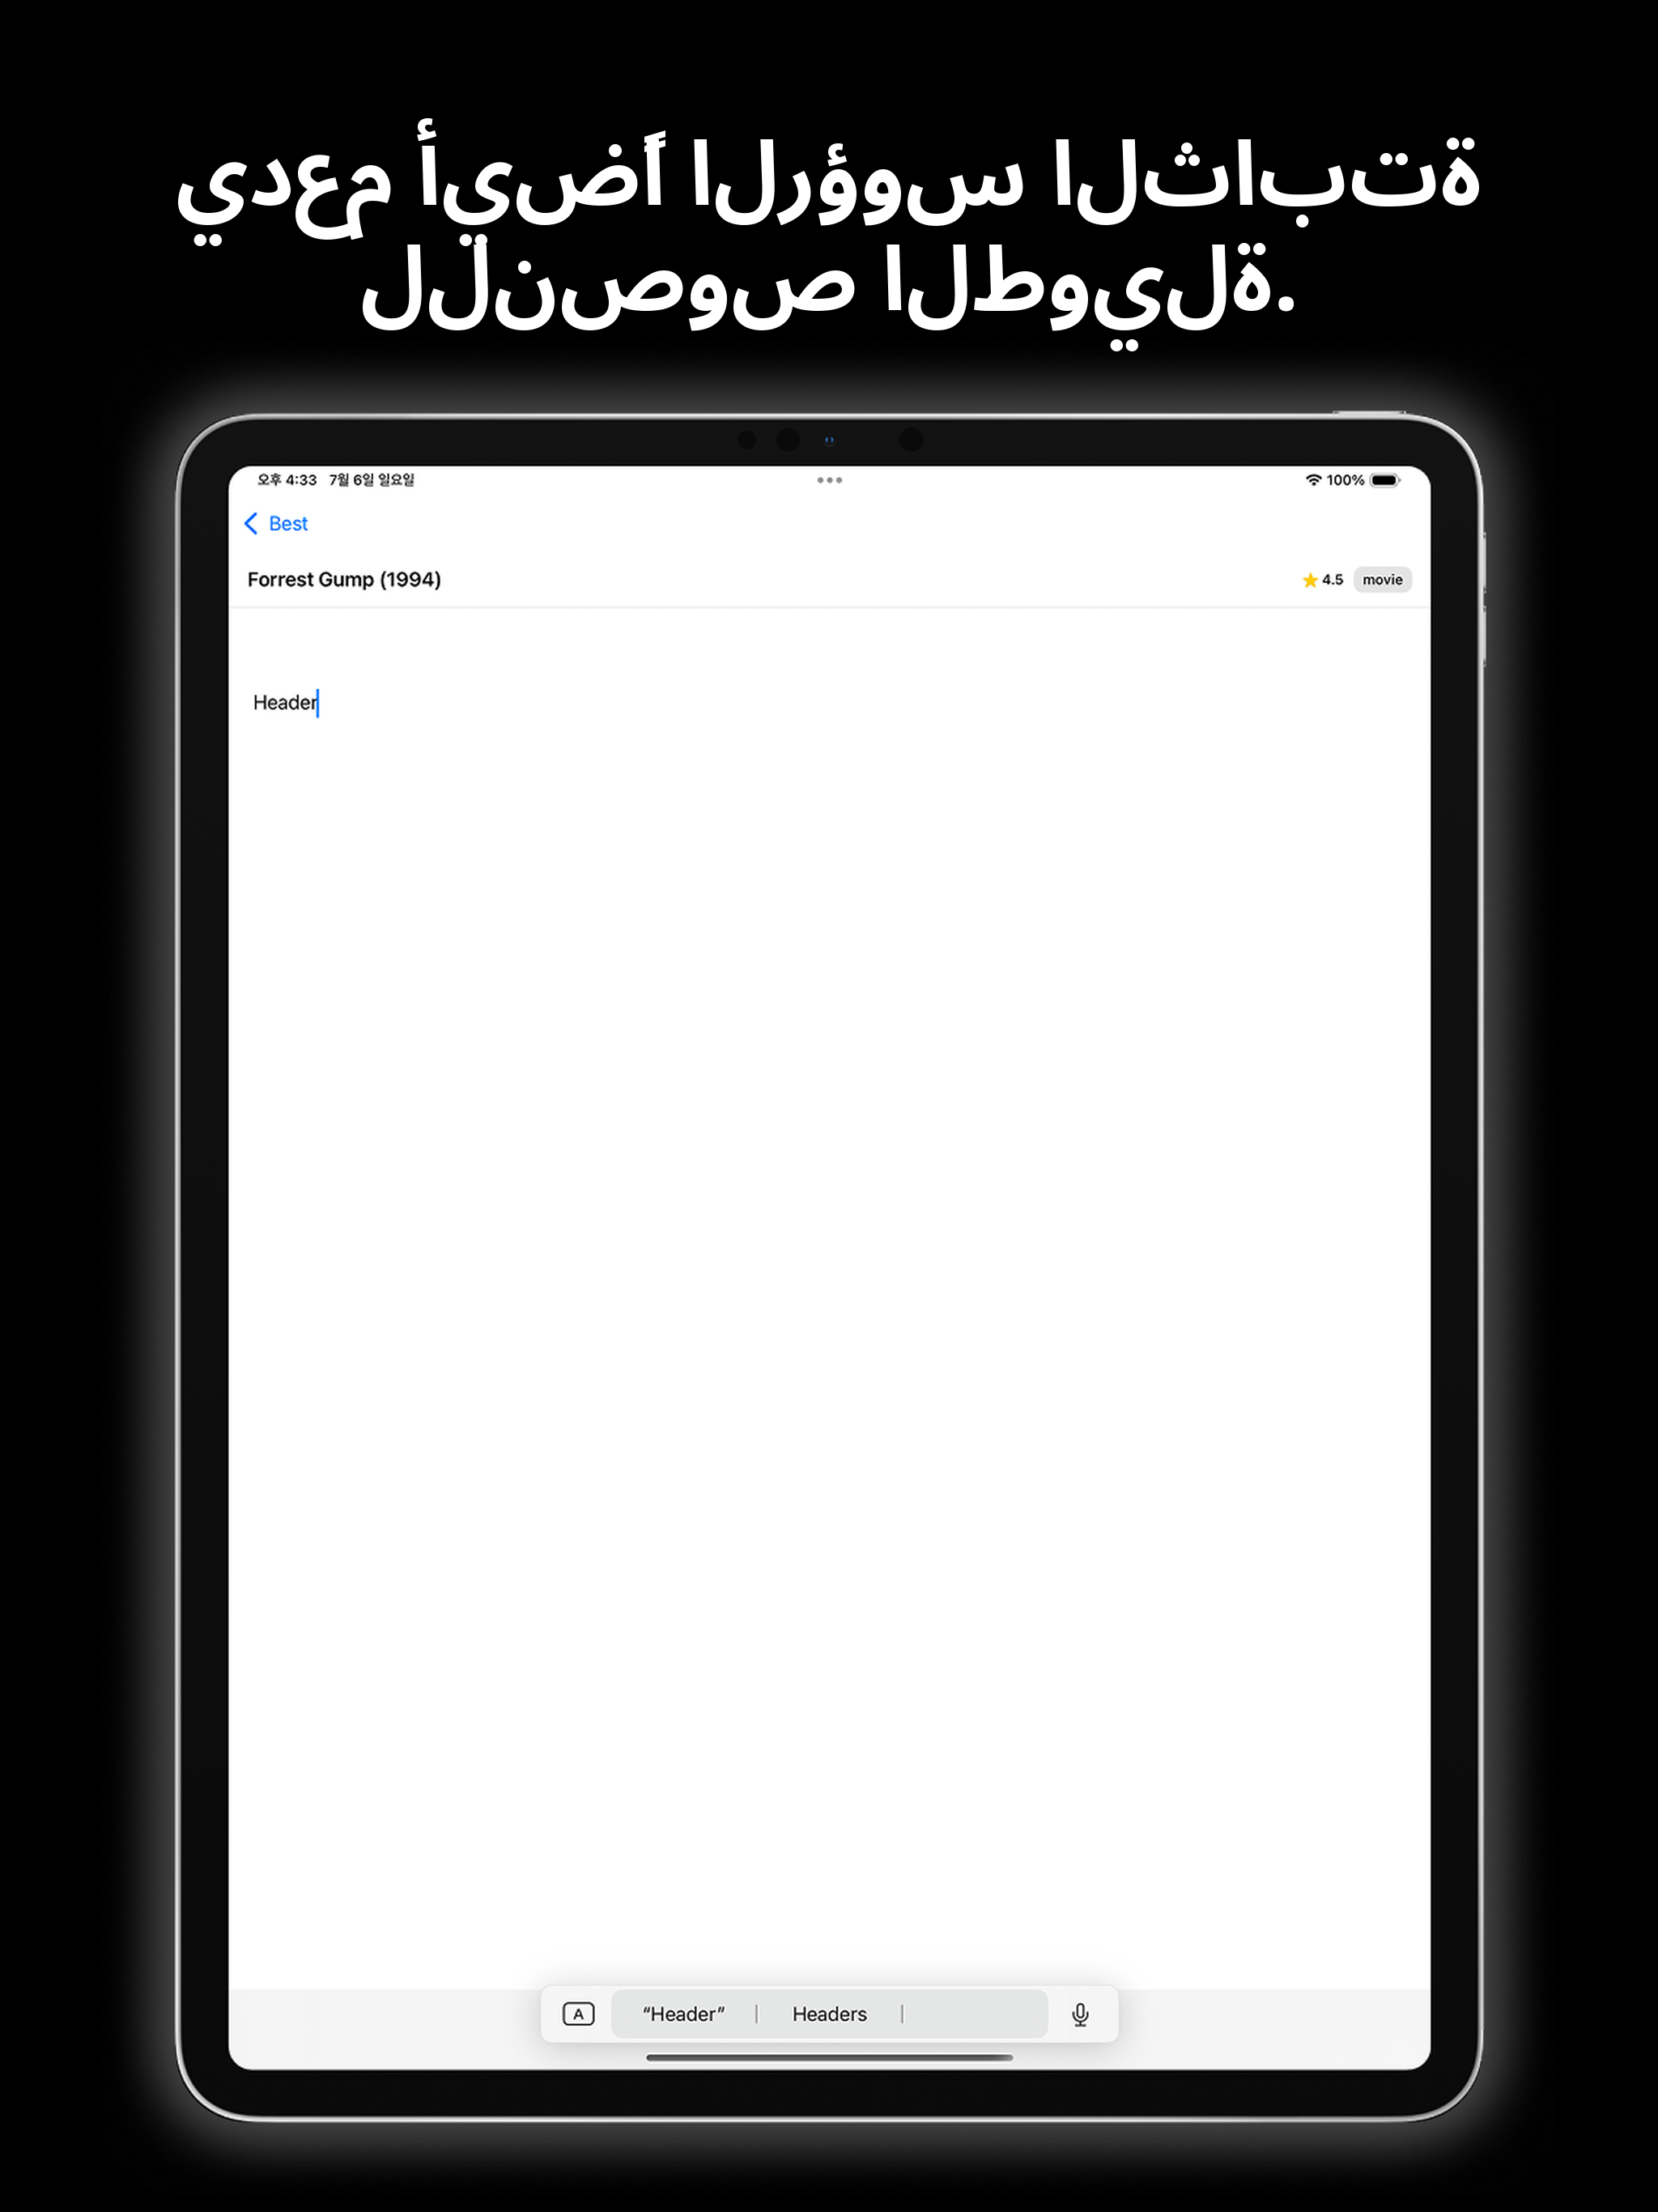 يدعم أيضاً الرؤوس الثابتة
للنصوص الطويلة.
오후 4:33 7월 6일 일요일 100%
Best
Forrest Gump (1994) 4.5 movie
Header
A “Header” Headers